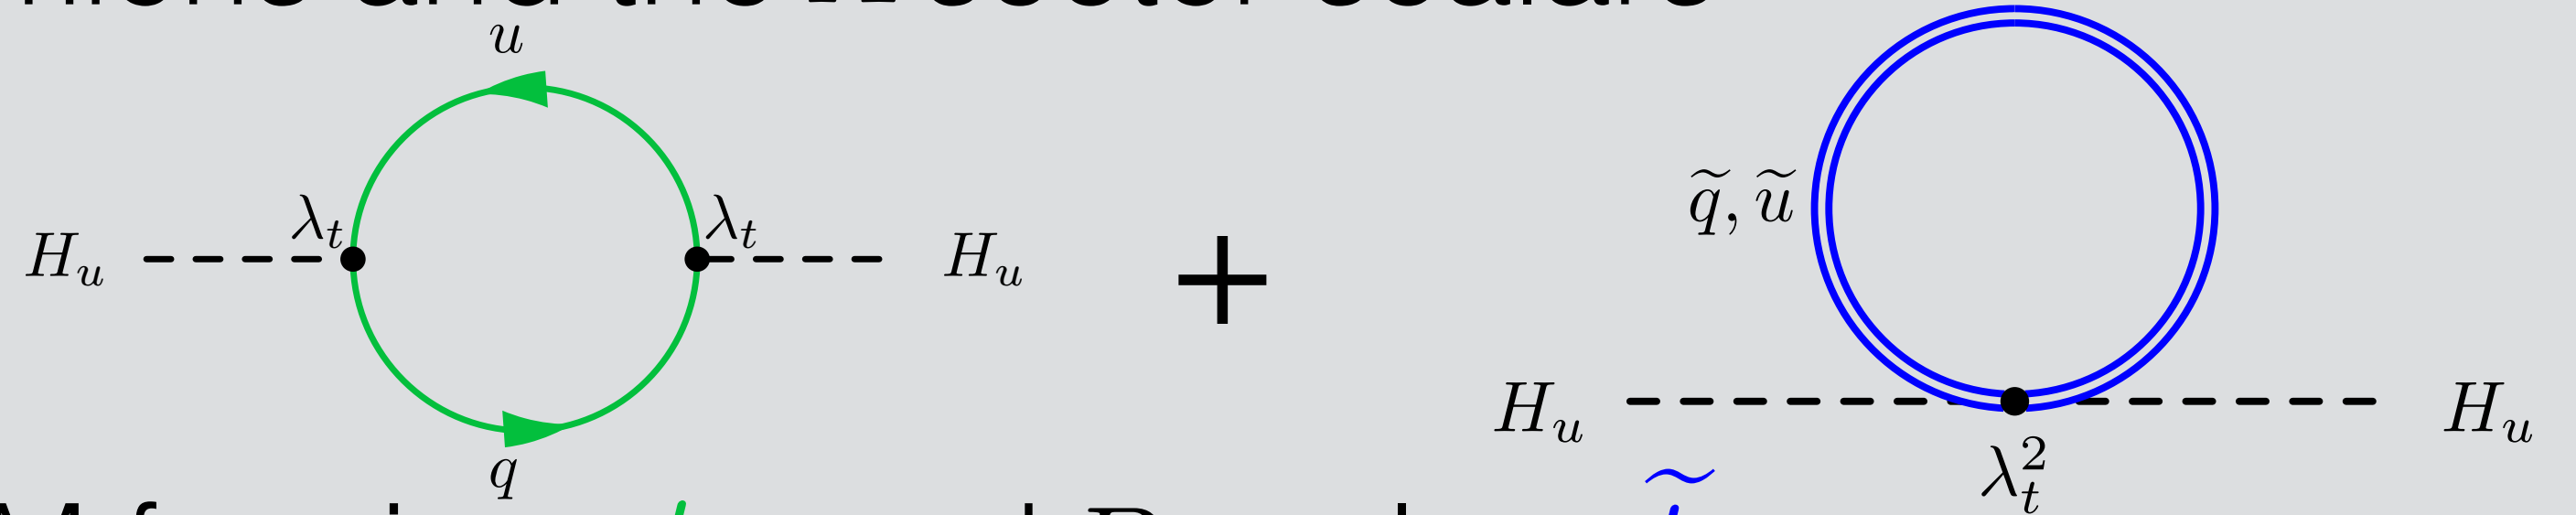 u
λ_t λ_t
H_u H_u
+
q
q̃, ũ
H_u H_u
λ_t^2